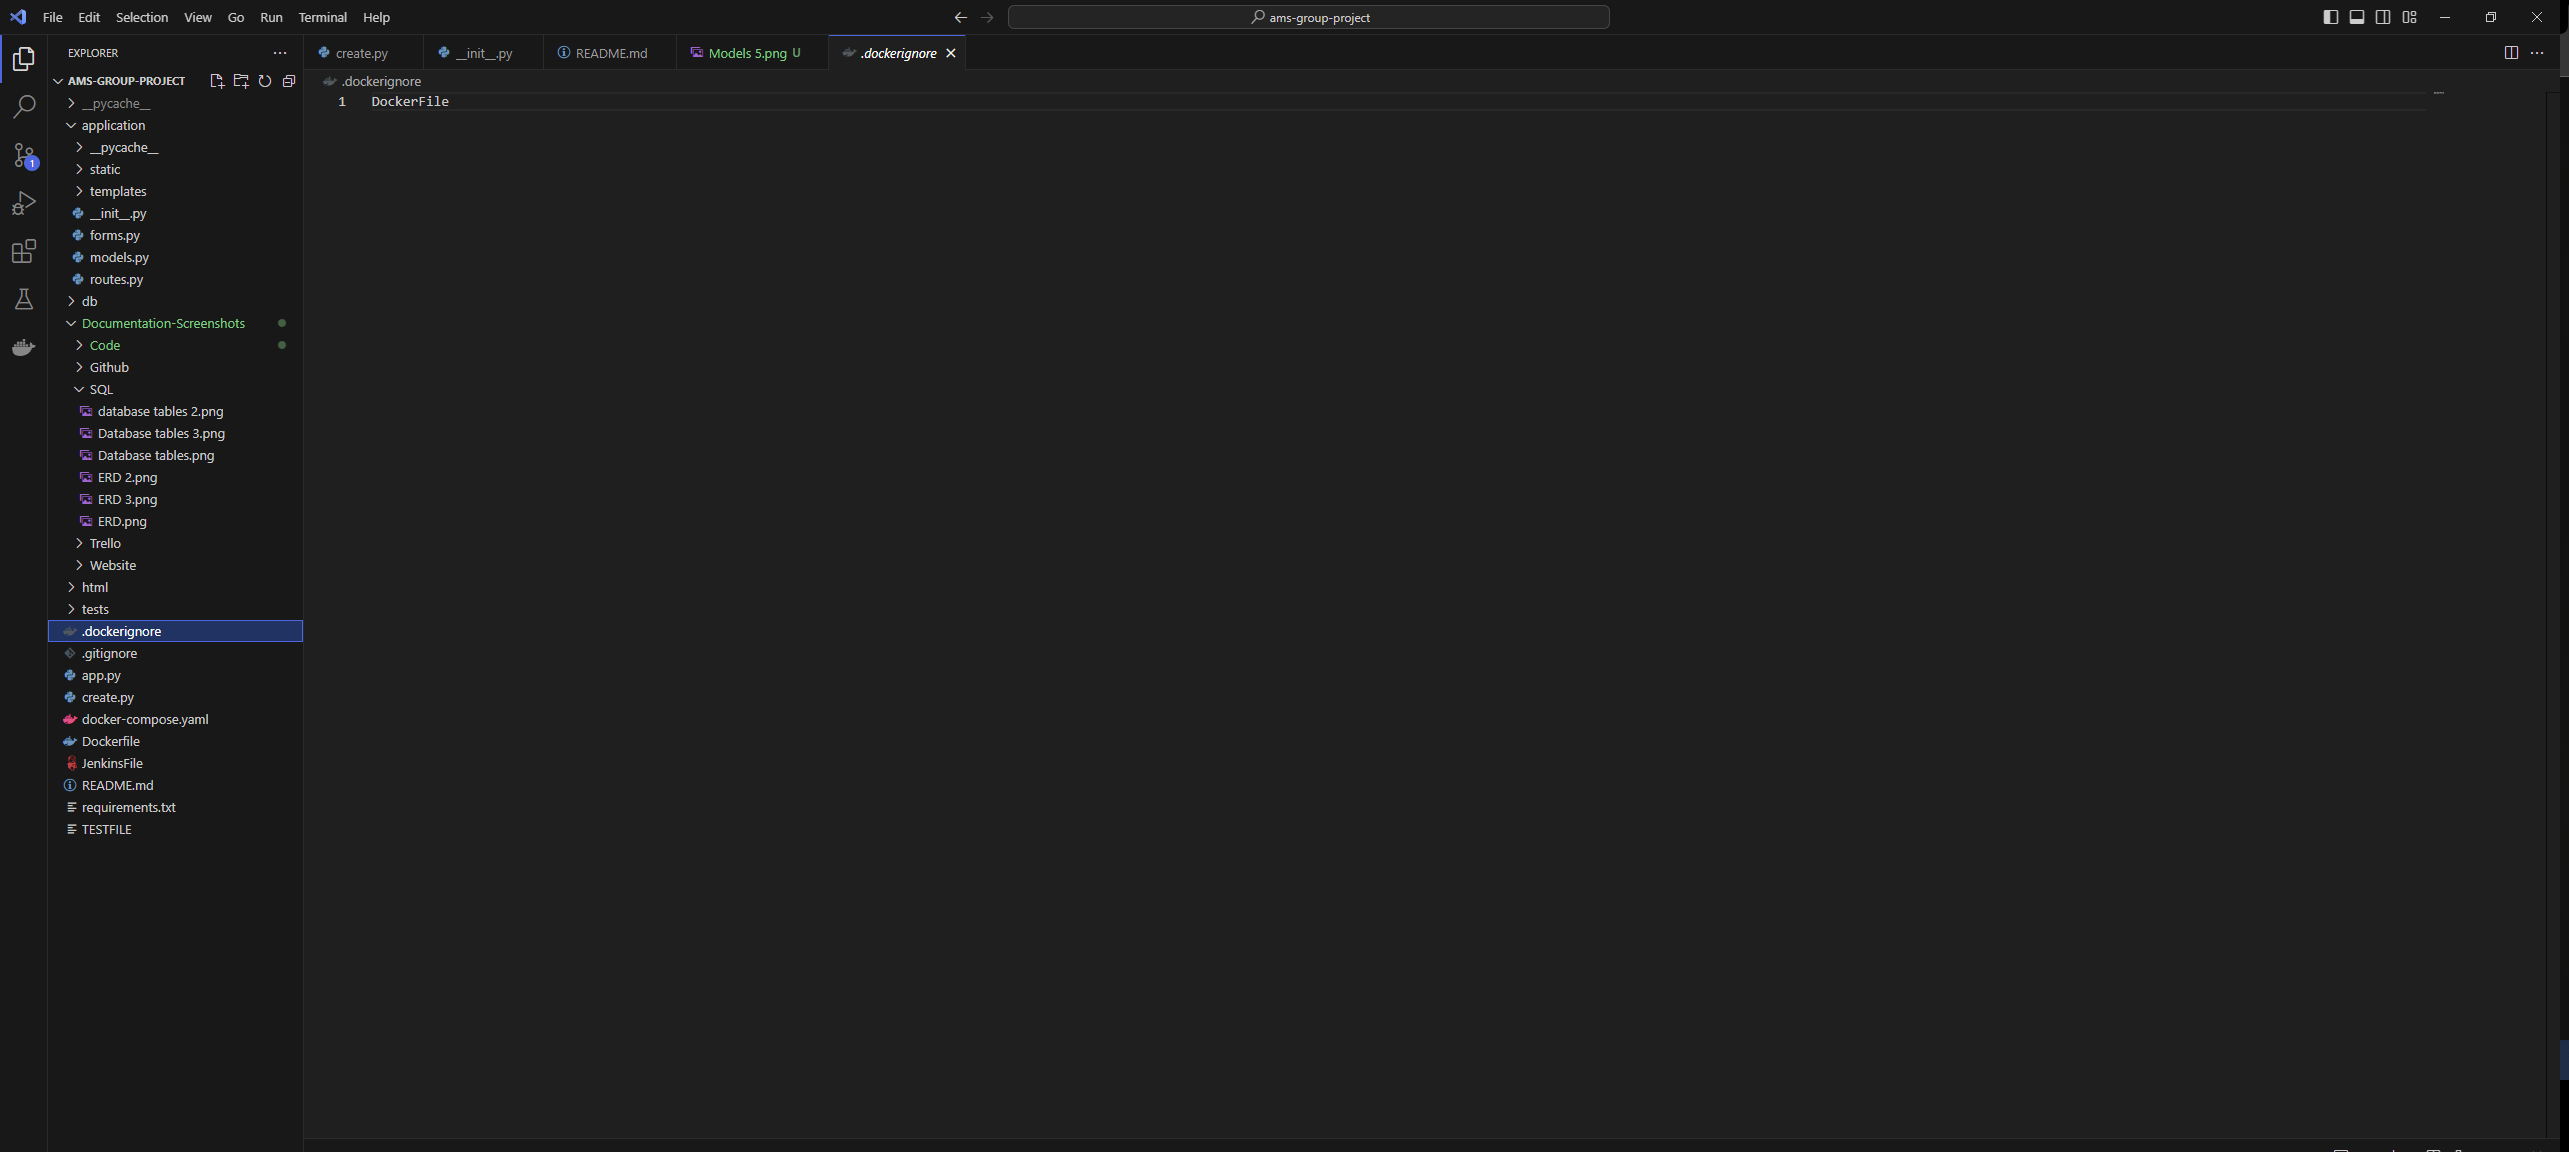 File Edit Selection View Go Run Terminal Help
ams-group-project
EXPLORER
create.py
__init__.py
README.md
Models 5.png U
.dockerignore
AMS-GROUP-PROJECT
.dockerignore
1 DockerFile
__pycache__
application
__pycache__
static
templates
__init__.py
forms.py
models.py
routes.py
db
Documentation-Screenshots
Code
Github
SQL
database tables 2.png
Database tables 3.png
Database tables.png
ERD 2.png
ERD 3.png
ERD.png
Trello
Website
html
tests
.dockerignore
.gitignore
app.py
create.py
docker-compose.yaml
Dockerfile
JenkinsFile
README.md
requirements.txt
TESTFILE
1